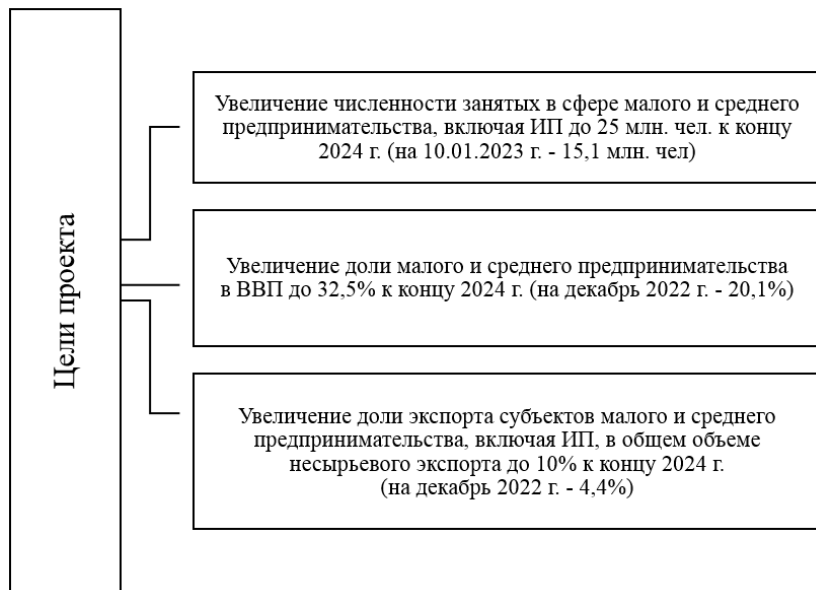 Цели проекта
Увеличение численности занятых в сфере малого и среднего
предпринимательства, включая ИП до 25 млн. чел. к концу
2024 г. (на 10.01.2023 г. - 15,1 млн. чел)
Увеличение доли малого и среднего предпринимательства
в ВВП до 32,5% к концу 2024 г. (на декабрь 2022 г. - 20,1%)
Увеличение доли экспорта субъектов малого и среднего
предпринимательства, включая ИП, в общем объеме
несырьевого экспорта до 10% к концу 2024 г.
(на декабрь 2022 г. - 4,4%)